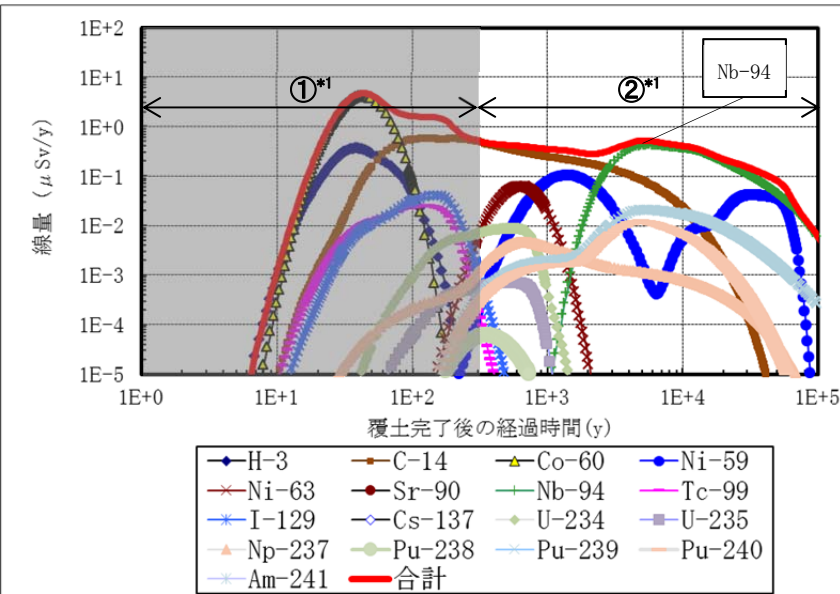 1E+2
1E+1
1E+0
1E-1
1E-2
1E-3
1E-4
1E-5
線量 (μSv/y)
①*1
②*1
Nb-94
1E+0 1E+1 1E+2 1E+3 1E+4 1E+5
覆土完了後の経過時間(y)
H-3 C-14 Co-60 Ni-59
Ni-63 Sr-90 Nb-94 Tc-99
I-129 Cs-137 U-234 U-235
Np-237 Pu-238 Pu-239 Pu-240
Am-241 合計